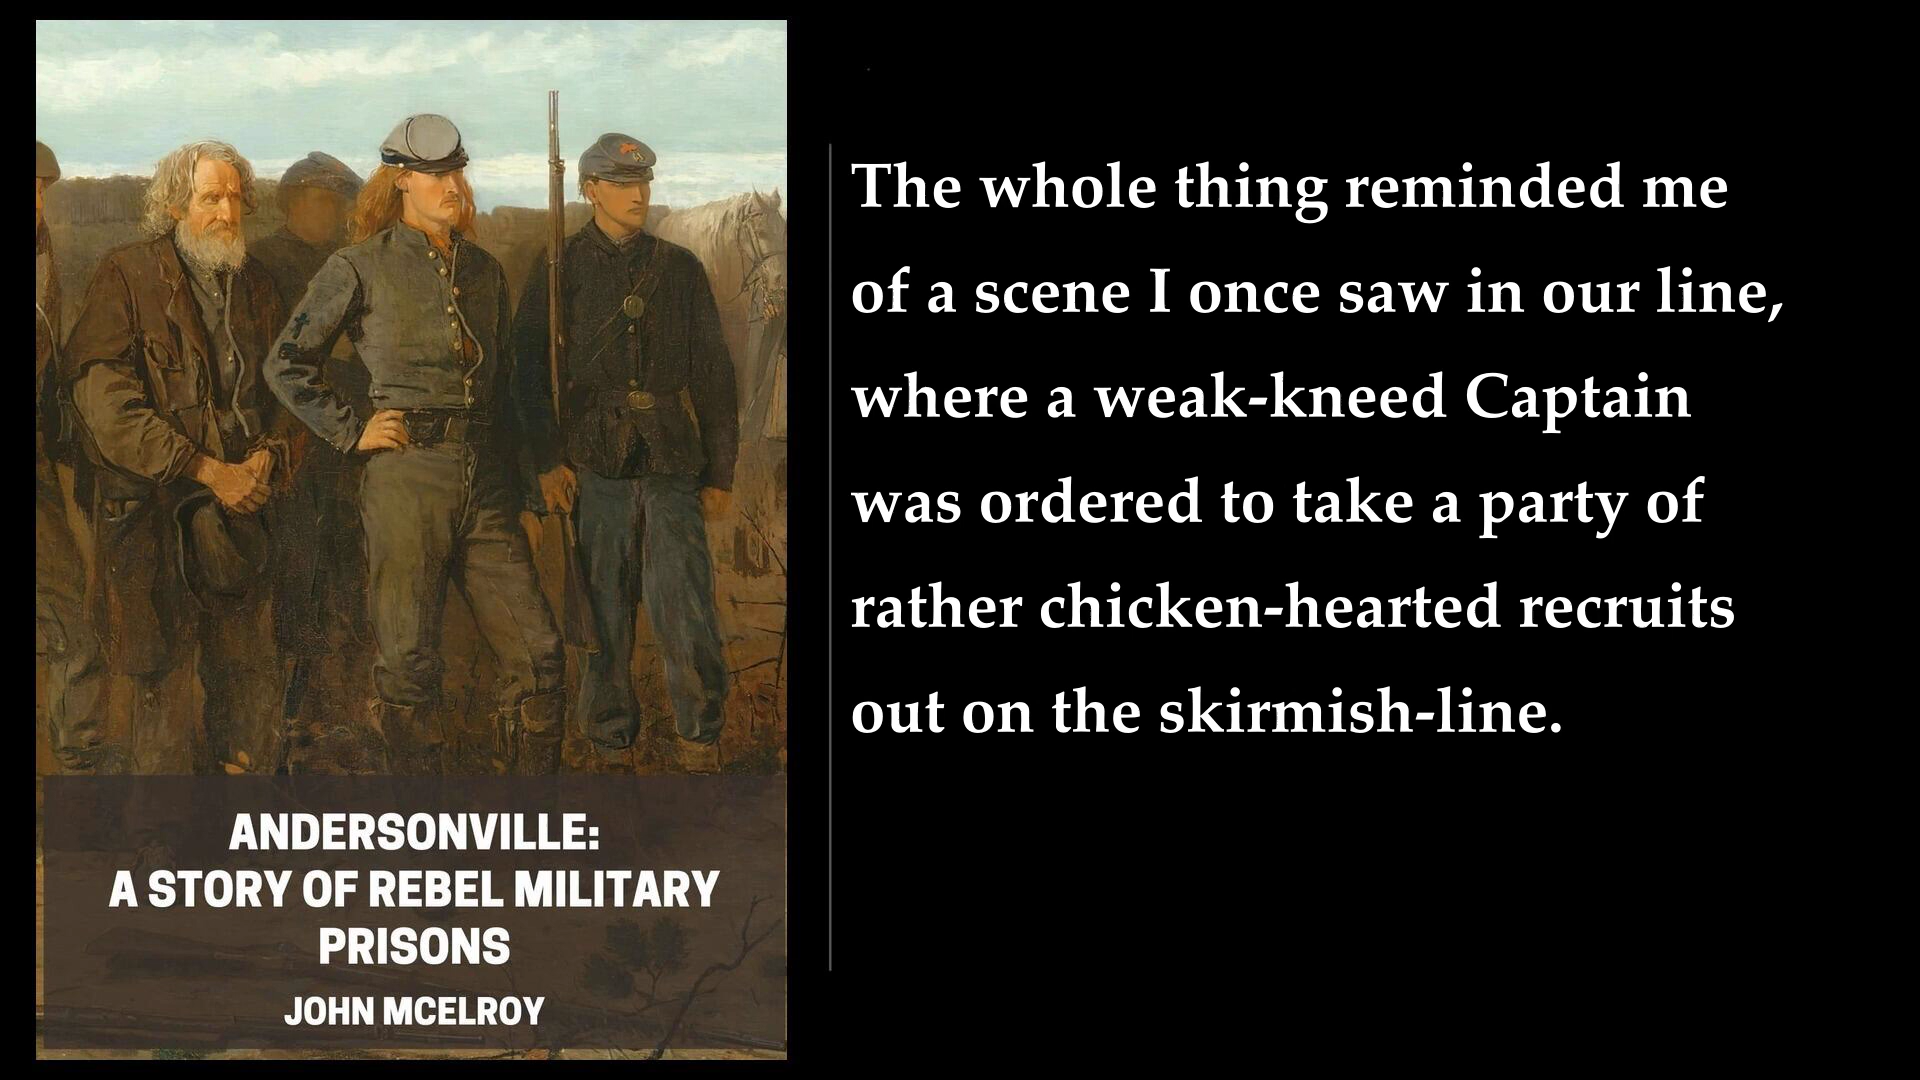 The whole thing reminded me
of a scene I once saw in our line,
where a weak-kneed Captain
was ordered to take a party of
rather chicken-hearted recruits
out on the skirmish-line.
ANDERSONVILLE:
A STORY OF REBEL MILITARY
PRISONS
JOHN MCELROY